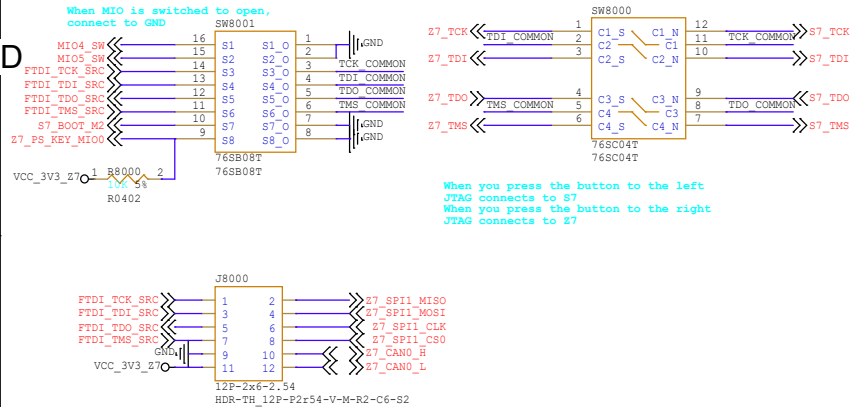 When MIO is switched to open,
connect to GND
D
SW8001
MIO4_SW 16 S1 S1_O 1 GND
MIO5_SW 15 S2 S2_O 2
FTDI_TCK_SRC 14 S3 S3_O 3 TCK_COMMON
FTDI_TDI_SRC 13 S4 S4_O 4 TDI_COMMON
FTDI_TDO_SRC 12 S5 S5_O 5 TDO_COMMON
FTDI_TMS_SRC 11 S6 S6_O 6 TMS_COMMON
S7_BOOT_M2 10 S7 S7_O 7 GND
Z7_PS_KEY_MIO0 9 S8 S8_O 8 GND
76SB08T
76SB08T
VCC_3V3_Z7 1 R8000 2
10K 5%
R0402
SW8000
Z7_TCK 1 C1_S C1_N 12 S7_TCK
TDI_COMMON 2 C2 C1 11 TCK_COMMON
Z7_TDI 3 C2_S C2_N 10 S7_TDI
Z7_TDO 4 C3_S C3_N 9 S7_TDO
TMS_COMMON 5 C4 C3 8 TDO_COMMON
Z7_TMS 6 C4_S C4_N 7 S7_TMS
76SC04T
76SC04T
When you press the button to the left
JTAG connects to S7
When you press the button to the right
JTAG connects to Z7
J8000
FTDI_TCK_SRC 1 2 Z7_SPI1_MISO
FTDI_TDI_SRC 3 4 Z7_SPI1_MOSI
FTDI_TDO_SRC 5 6 Z7_SPI1_CLK
FTDI_TMS_SRC 7 8 Z7_SPI1_CS0
GND 9 10 Z7_CAN0_H
VCC_3V3_Z7 11 12 Z7_CAN0_L
12P-2x6-2.54
HDR-TH_12P-P2r54-V-M-R2-C6-S2